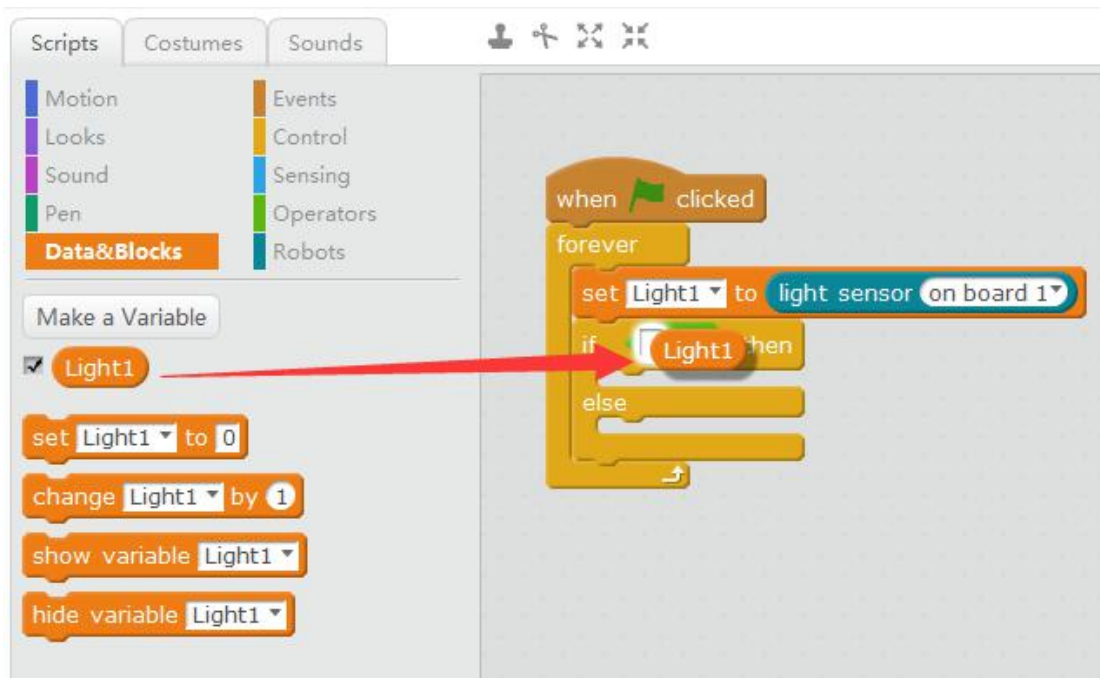 Scripts Costumes Sounds
Motion Events
Looks Control
Sound Sensing
Pen Operators
Data&Blocks Robots
Make a Variable
Light1
set Light1 to 0
change Light1 by 1
show variable Light1
hide variable Light1
when clicked
forever
set Light1 to light sensor on board 1
if Light1
else